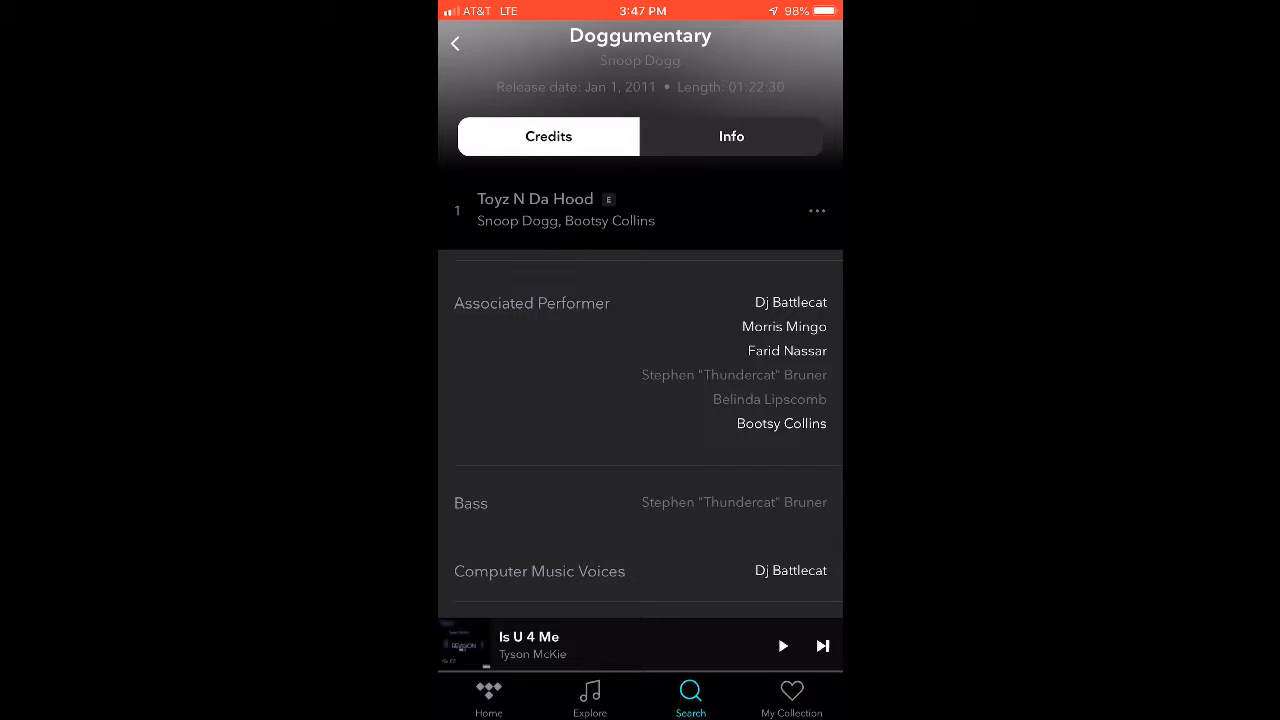 AT&T LTE 3:47 PM 98%
Doggumentary
Snoop Dogg
Release date: Jan 1, 2011 • Length: 01:22:30
Credits Info
1 Toyz N Da Hood E
Snoop Dogg, Bootsy Collins
Associated Performer Dj Battlecat
Morris Mingo
Farid Nassar
Stephen "Thundercat" Bruner
Belinda Lipscomb
Bootsy Collins
Bass Stephen "Thundercat" Bruner
Computer Music Voices Dj Battlecat
Is U 4 Me
Tyson McKie
Home Explore Search My Collection